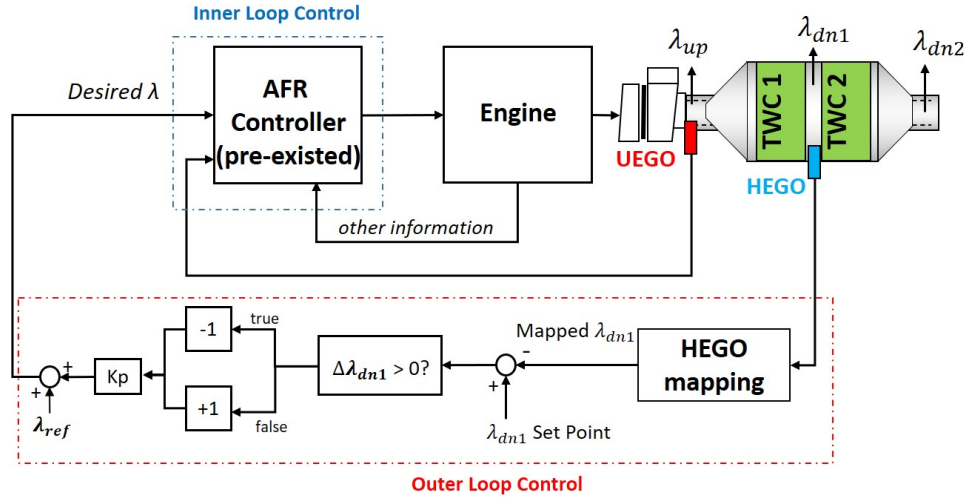 Inner Loop Control
λup
λdn1
λdn2
Desired λ
AFR
Controller
(pre-existed)
Engine
TWC 1
TWC 2
UEGO
HEGO
other information
-1
true
Mapped λdn1
-
HEGO
mapping
+
Kp
Δλdn1 > 0?
+
+
λref
+1
false
λdn1 Set Point
Outer Loop Control